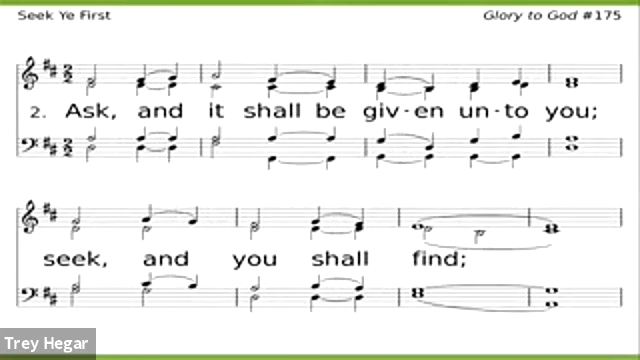 Seek Ye First Glory to God #175
2. Ask, and it shall be giv-en un-to you;
seek, and you shall find;
Trey Hegar